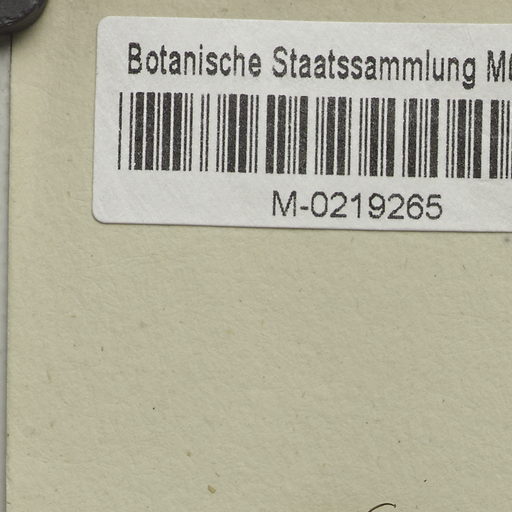 Botanische Staatssammlung
M-0219265